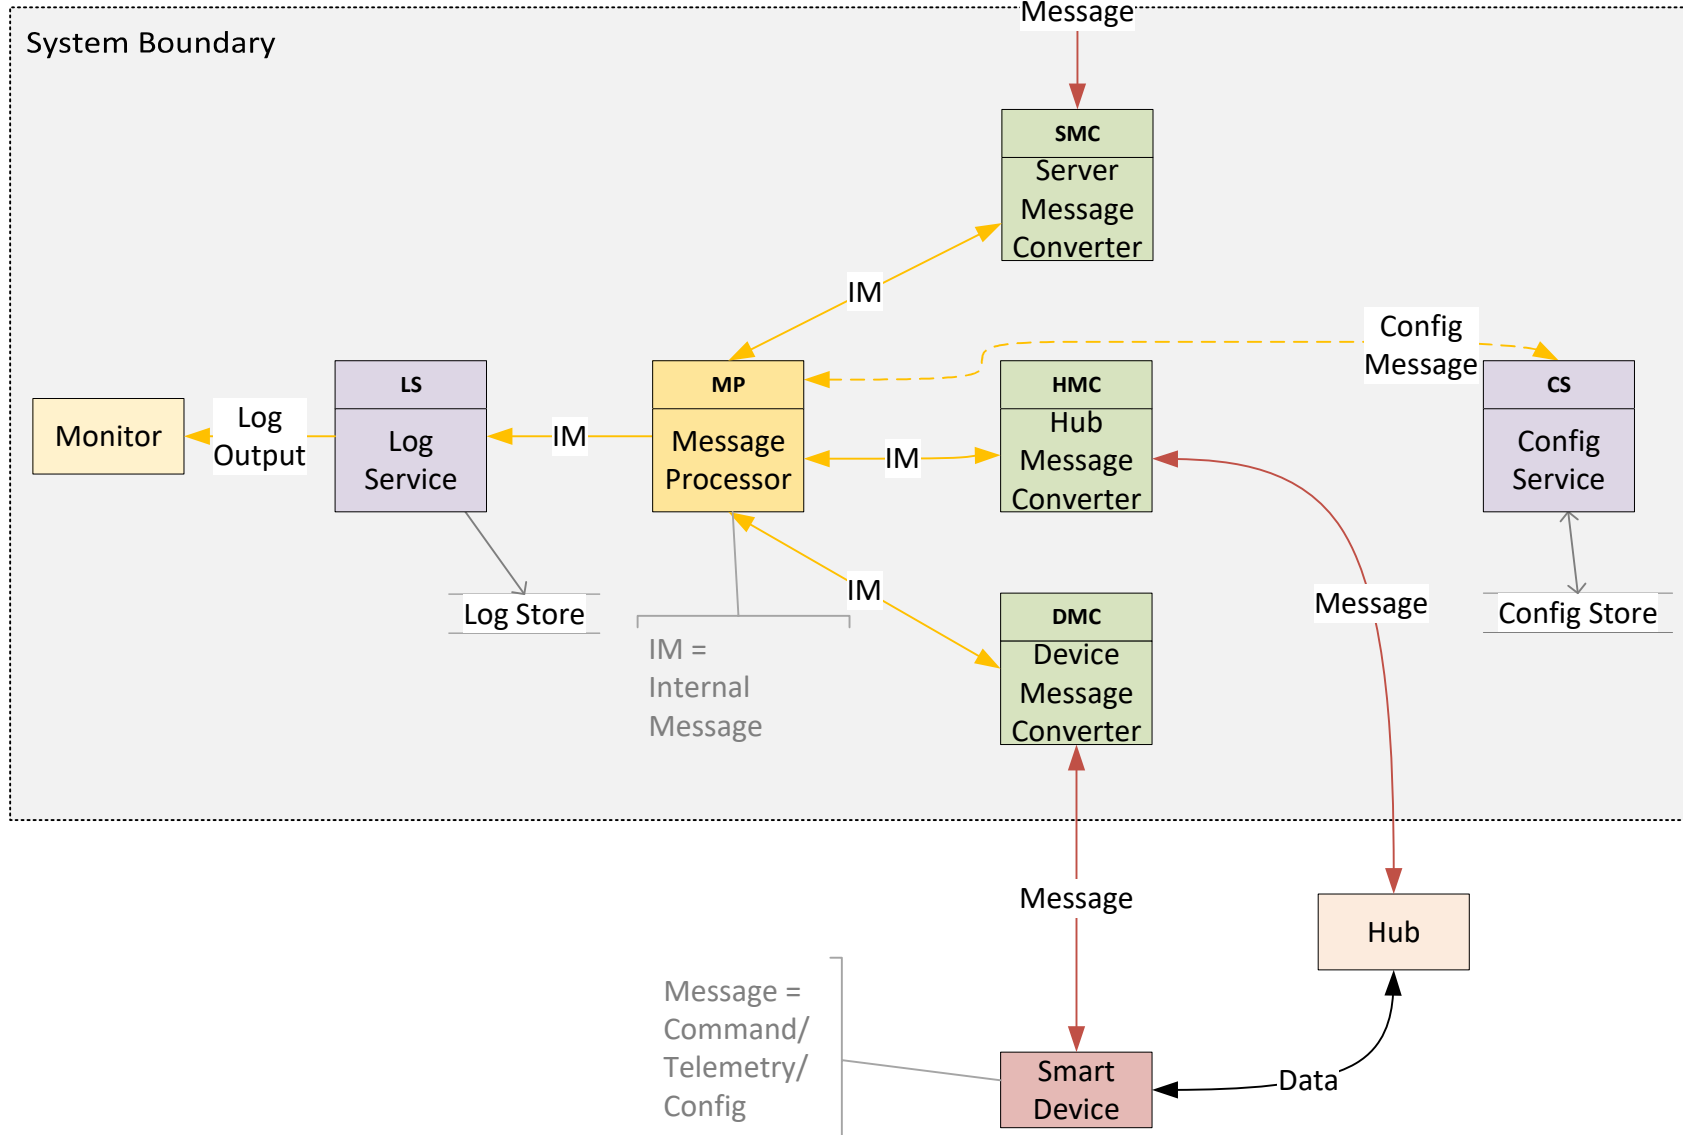 Message
System Boundary
SMC
Server
Message
Converter
IM
Config
Message
LS
Log
Service
MP
Message
Processor
HMC
Hub
Message
Converter
CS
Config
Service
Monitor
Log
Output
IM
IM
IM
Log Store
IM =
Internal
Message
DMC
Device
Message
Converter
Message
Config Store
Message
Hub
Message =
Command/
Telemetry/
Config
Smart
Device
Data